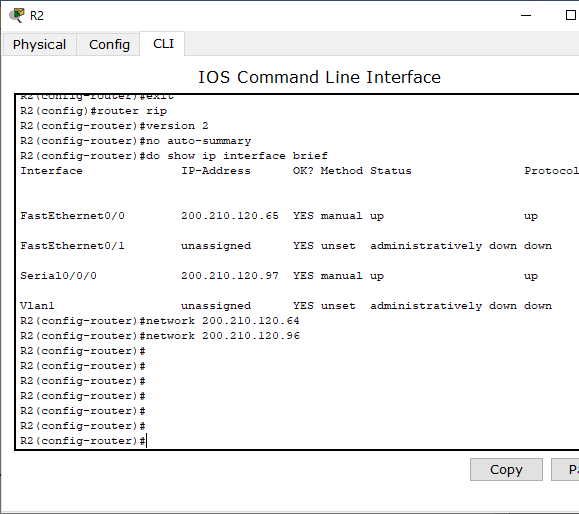 R2
Physical Config CLI
IOS Command Line Interface
R2(config-router)#exit
R2(config)#router rip
R2(config-router)#version 2
R2(config-router)#no auto-summary
R2(config-router)#do show ip interface brief
Interface IP-Address OK? Method Status Protocol
FastEthernet0/0 200.210.120.65 YES manual up up
FastEthernet0/1 unassigned YES unset administratively down down
Serial0/0/0 200.210.120.97 YES manual up up
Vlan1 unassigned YES unset administratively down down
R2(config-router)#network 200.210.120.64
R2(config-router)#network 200.210.120.96
R2(config-router)#
R2(config-router)#
R2(config-router)#
R2(config-router)#
R2(config-router)#
R2(config-router)#
R2(config-router)#
Copy Pa